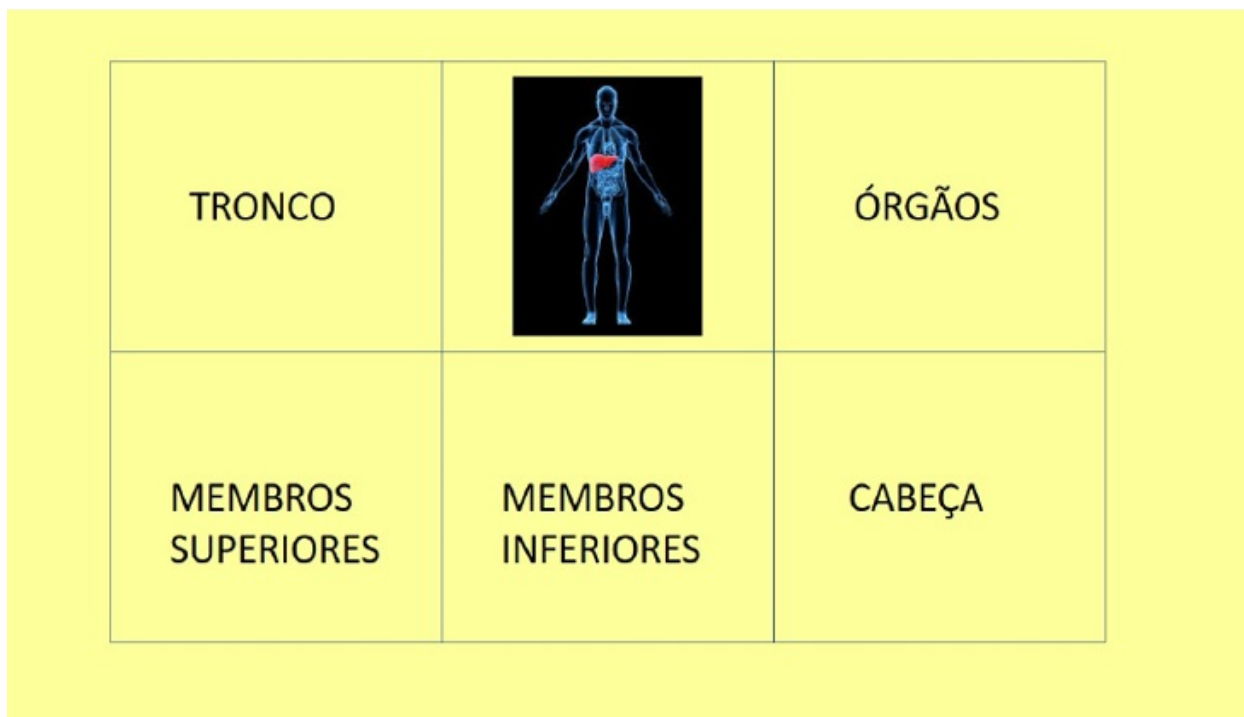 TRONCO
ÓRGÃOS
MEMBROS
SUPERIORES
MEMBROS
INFERIORES
CABEÇA